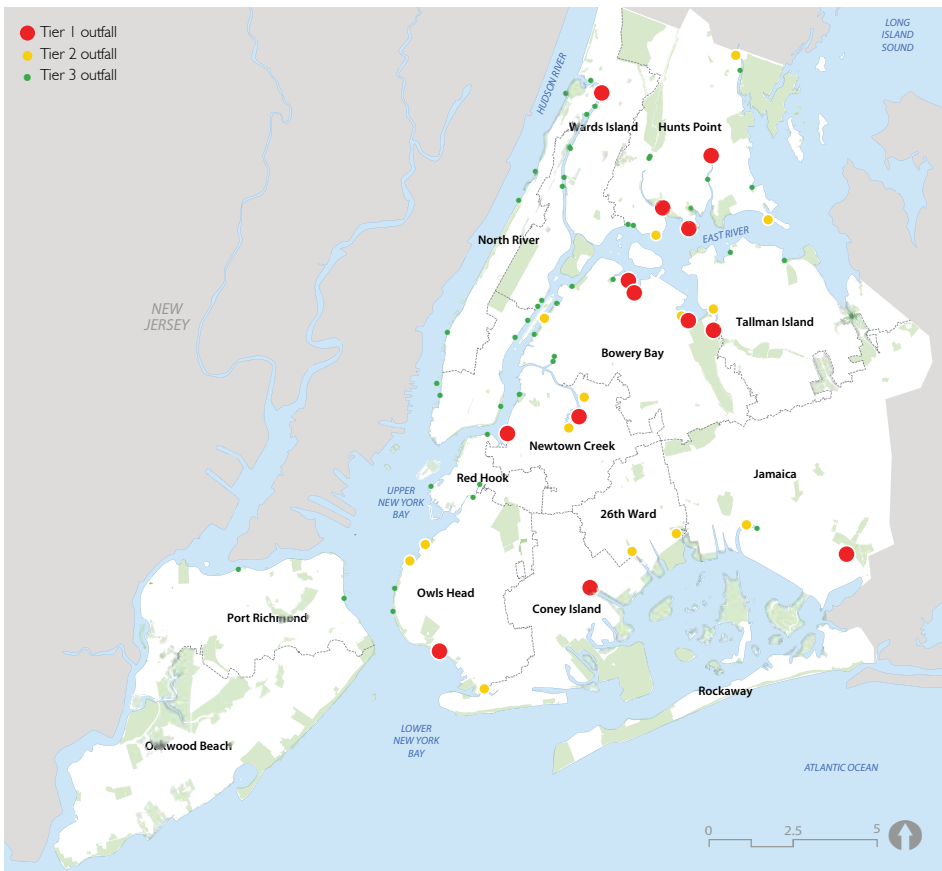 Tier 1 outfall
Tier 2 outfall
Tier 3 outfall
LONG
ISLAND
SOUND
HUDSON RIVER
Wards Island
Hunts Point
North River
EAST RIVER
NEW
JERSEY
Tallman Island
Bowery Bay
Newtown Creek
Red Hook
Jamaica
UPPER
NEW YORK
BAY
26th Ward
Owls Head
Coney Island
Port Richmond
Rockaway
Oakwood Beach
LOWER
NEW YORK
BAY
ATLANTIC OCEAN
0
2.5
5